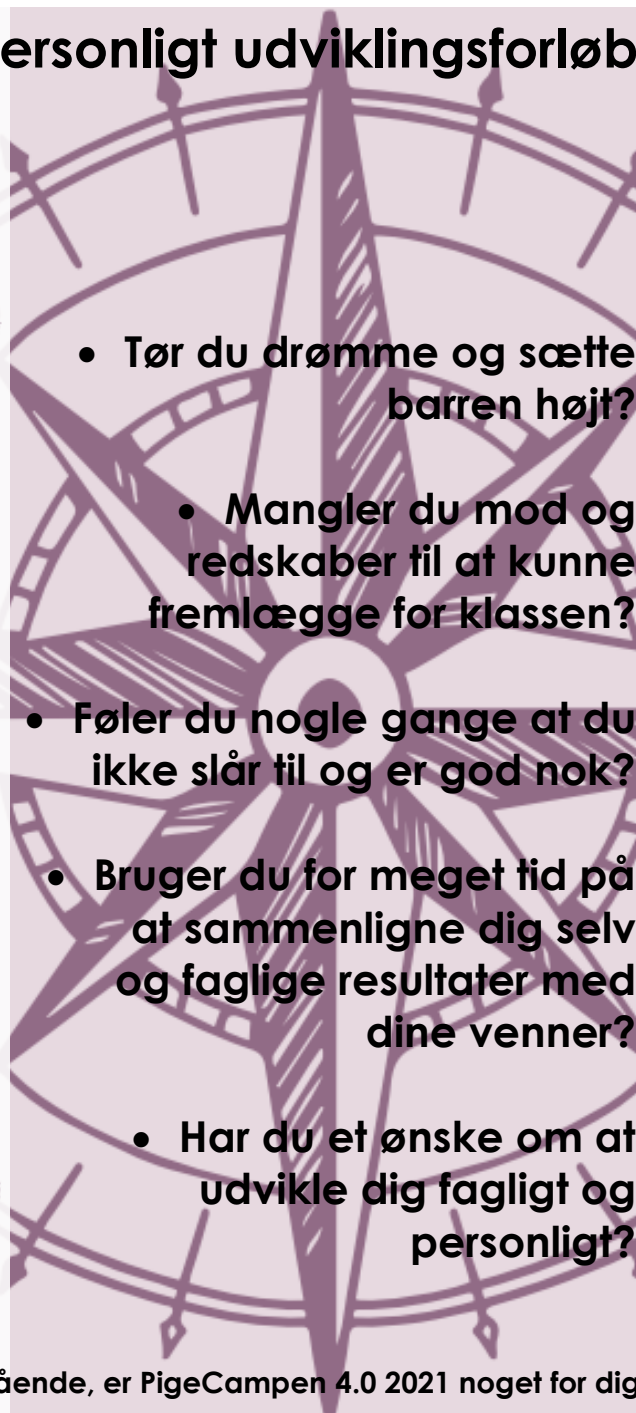 ersonligt udviklingsforløb
• Tør du drømme og sætte
barren højt?
• Mangler du mod og
redskaber til at kunne
fremlægge for klassen?
• Føler du nogle gange at du
ikke slår til og er god nok?
• Bruger du for meget tid på
at sammenligne dig selv
og faglige resultater med
dine venner?
• Har du et ønske om at
udvikle dig fagligt og
personligt?
ående, er PigeCampen 4.0 2021 noget for dig